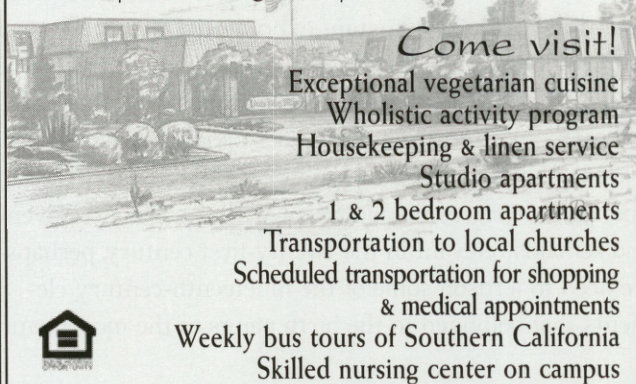 Come visit!
Exceptional vegetarian cuisine
Wholistic activity program
Housekeeping & linen service
Studio apartments
1 & 2 bedroom apartments
Transportation to local churches
Scheduled transportation for shopping
& medical appointments
Weekly bus tours of Southern California
Skilled nursing center on campus